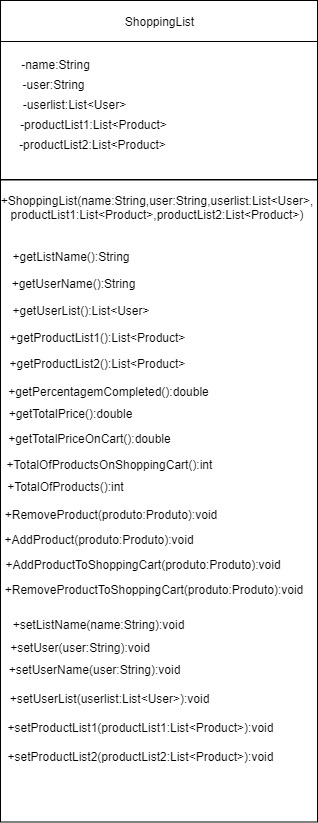 ShoppingList
-name:String
-user:String
-userlist:List<User>
-productList1:List<Product>
-productList2:List<Product>
+ShoppingList(name:String,user:String,userlist:List<User>,
productList1:List<Product>,productList2:List<Product>)
+getListName():String
+getUserName():String
+getUserList():List<User>
+getProductList1():List<Product>
+getProductList2():List<Product>
+getPercentagemCompleted():double
+getTotalPrice():double
+getTotalPriceOnCart():double
+TotalOfProductsOnShoppingCart():int
+TotalOfProducts():int
+RemoveProduct(produto:Produto):void
+AddProduct(produto:Produto):void
+AddProductToShoppingCart(produto:Produto):void
+RemoveProductToShoppingCart(produto:Produto):void
+setListName(name:String):void
+setUser(user:String):void
+setUserName(user:String):void
+setUserList(userlist:List<User>):void
+setProductList1(productList1:List<Product>):void
+setProductList2(productList2:List<Product>):void